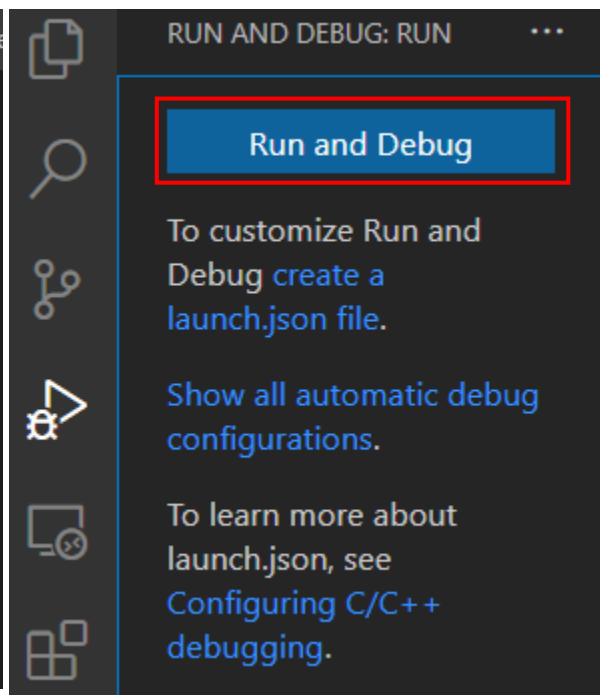 RUN AND DEBUG: RUN
Run and Debug
To customize Run and
Debug create a
launch.json file.
Show all automatic debug
configurations.
To learn more about
launch.json, see
Configuring C/C++
debugging.